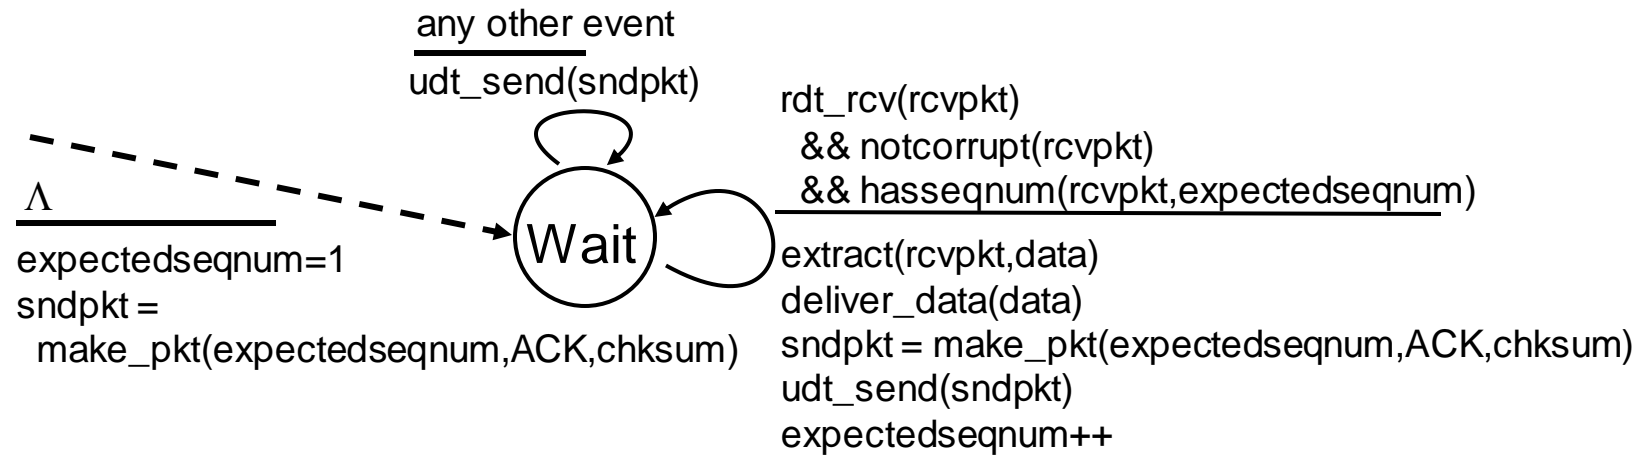 any other event
udt_send(sndpkt)
rdt_rcv(rcvpkt)
&& notcorrupt(rcvpkt)
&& hasseqnum(rcvpkt,expectedseqnum)
Λ
Wait
expectedseqnum=1
sndpkt =
make_pkt(expectedseqnum,ACK,chksum)
extract(rcvpkt,data)
deliver_data(data)
sndpkt = make_pkt(expectedseqnum,ACK,chksum)
udt_send(sndpkt)
expectedseqnum++